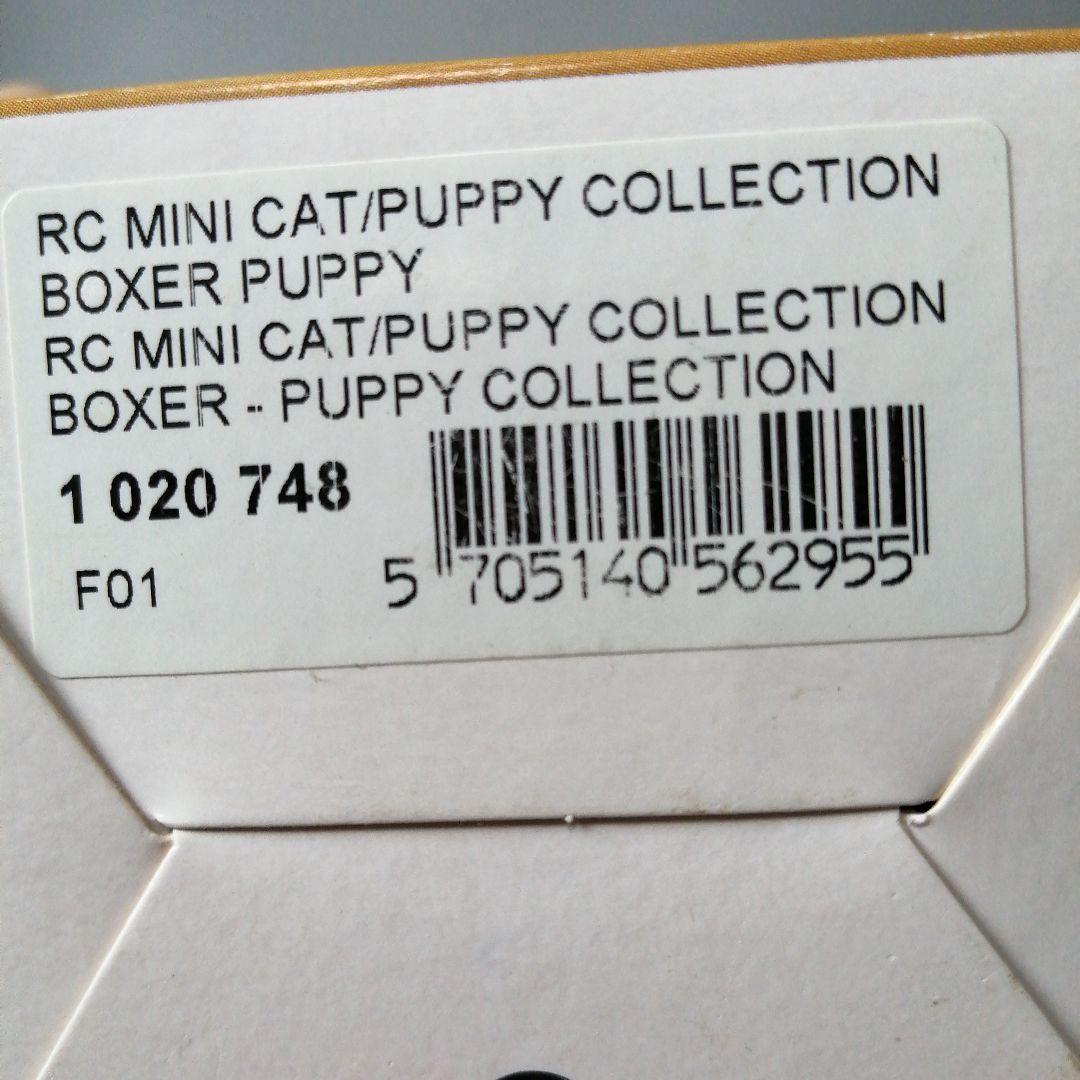 RC MINI CAT/PUPPY COLLECTION
BOXER PUPPY
RC MINI CAT/PUPPY COLLECTION
BOXER - PUPPY COLLECTION
1 020 748
F01
5 705140 562955